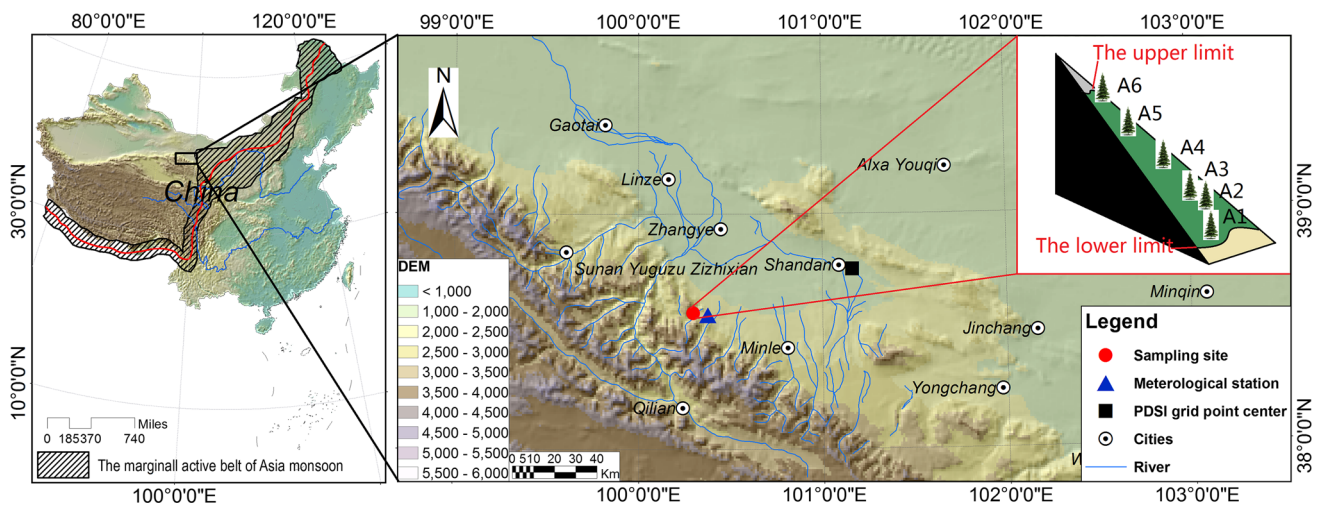 80°0'0"E
120°0'0"E
30°0'0"N
10°0'0"N
100°0'0"E
China
Miles
0 185370 740
The marginall active belt of Asia monsoon
99°0'0"E
100°0'0"E
101°0'0"E
102°0'0"E
103°0'0"E
39°0'0"N
38°0'0"N
100°0'0"E
101°0'0"E
102°0'0"E
103°0'0"E
N
Gaotai
Linze
Alxa Youqi
Zhangye
Sunan Yuguzu Zizhixian
Shandan
Minqin
Jinchang
Minle
Yongchang
Qilian
W
DEM
< 1,000
1,000 - 2,000
2,000 - 2,500
2,500 - 3,000
3,000 - 3,500
3,500 - 4,000
4,000 - 4,500
4,500 - 5,000
5,000 - 5,500
5,500 - 6,000
0 510 20 30 40
Km
The upper limit
A6
A5
A4
A3
A2
A1
The lower limit
Legend
Sampling site
Meterological station
PDSI grid point center
Cities
River